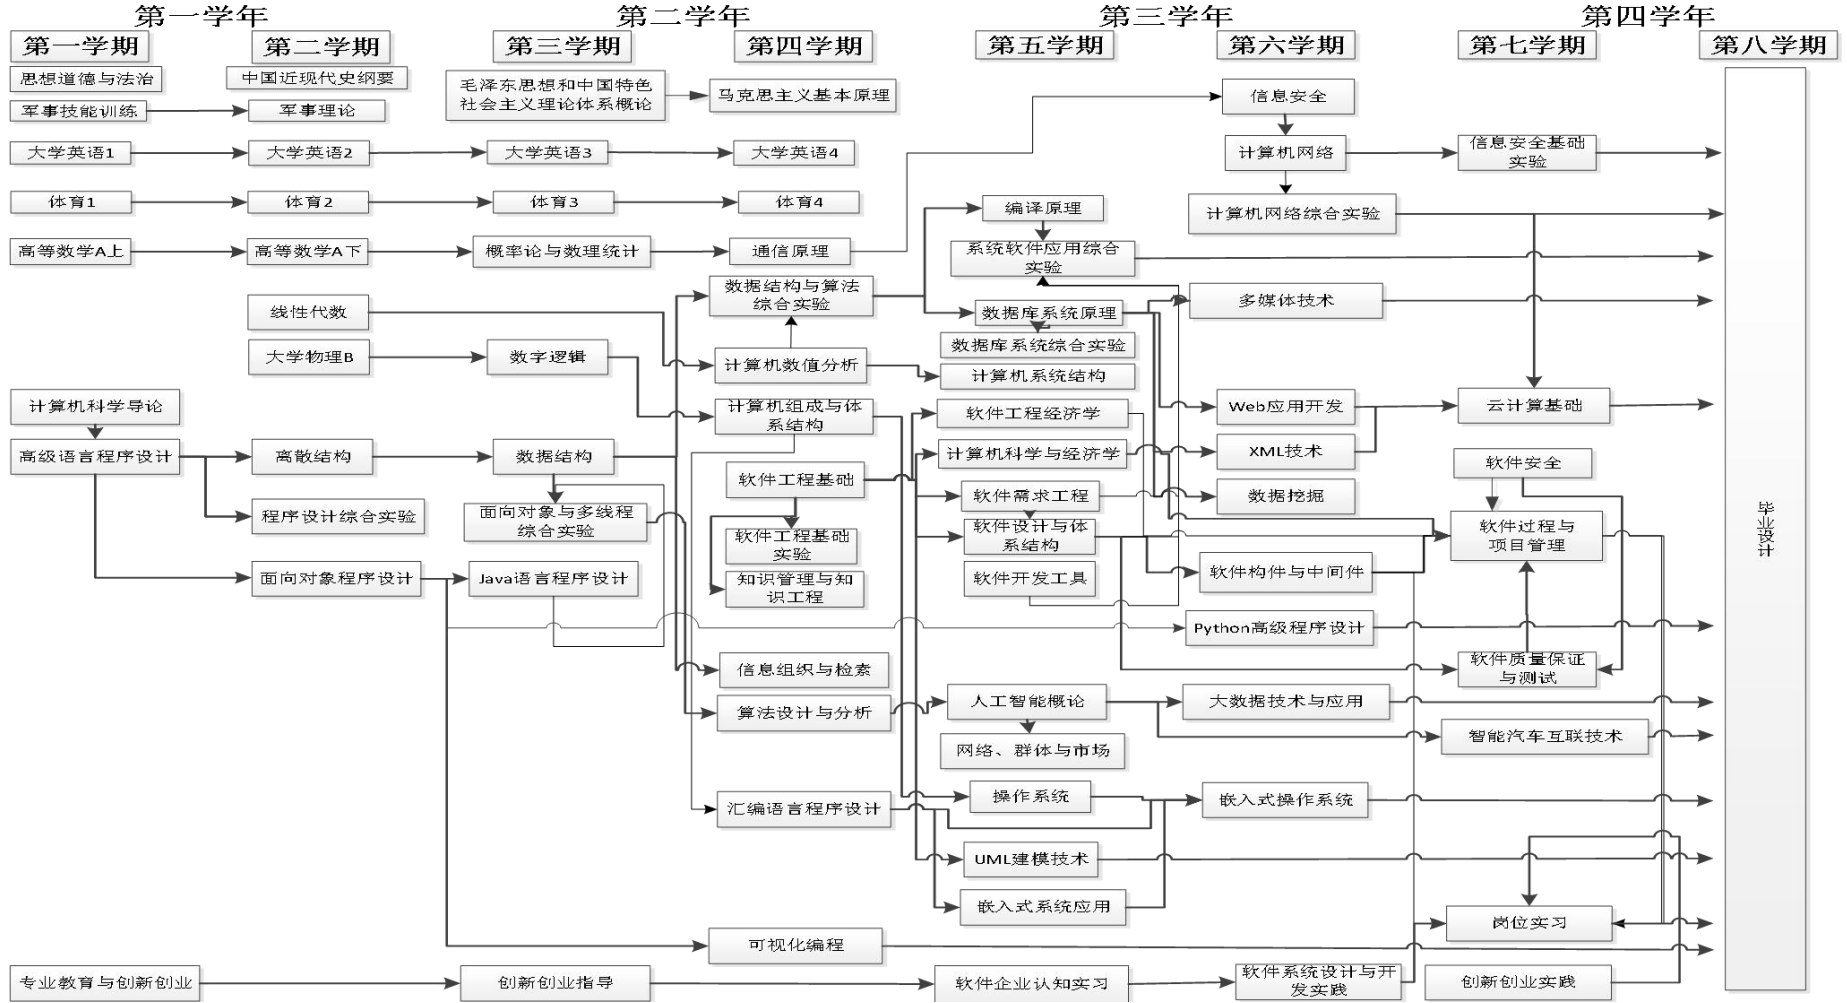 第一学年
第二学年
第三学年
第四学年
第一学期
第二学期
第三学期
第四学期
第五学期
第六学期
第七学期
第八学期
思想道德与法治
中国近现代史纲要
毛泽东思想和中国特色
社会主义理论体系概论
马克思主义基本原理
信息安全
军事技能训练
军事理论
大学英语1
大学英语2
大学英语3
大学英语4
计算机网络
信息安全基础
实验
体育1
体育2
体育3
体育4
编译原理
计算机网络综合实验
高等数学A上
高等数学A下
概率论与数理统计
通信原理
系统软件应用综合
实验
线性代数
数据结构与算法
综合实验
数据库系统原理
多媒体技术
大学物理B
数字逻辑
计算机数值分析
数据库系统综合实验
计算机系统结构
计算机科学导论
计算机组成与体
系结构
软件工程经济学
Web应用开发
云计算基础
高级语言程序设计
离散结构
数据结构
计算机科学与经济学
XML技术
软件安全
软件工程基础
软件需求工程
数据挖掘
程序设计综合实验
面向对象与多线程
综合实验
软件工程基础
实验
软件设计与体
系结构
软件过程与
项目管理
毕业设计
面向对象程序设计
Java语言程序设计
知识管理与知
识工程
软件开发工具
软件构件与中间件
Python高级程序设计
信息组织与检索
软件质量保证
与测试
算法设计与分析
人工智能概论
大数据技术与应用
网络、群体与市场
智能汽车互联技术
汇编语言程序设计
操作系统
嵌入式操作系统
UML建模技术
嵌入式系统应用
岗位实习
可视化编程
专业教育与创新创业
创新创业指导
软件企业认知实习
软件系统设计与开
发实践
创新创业实践